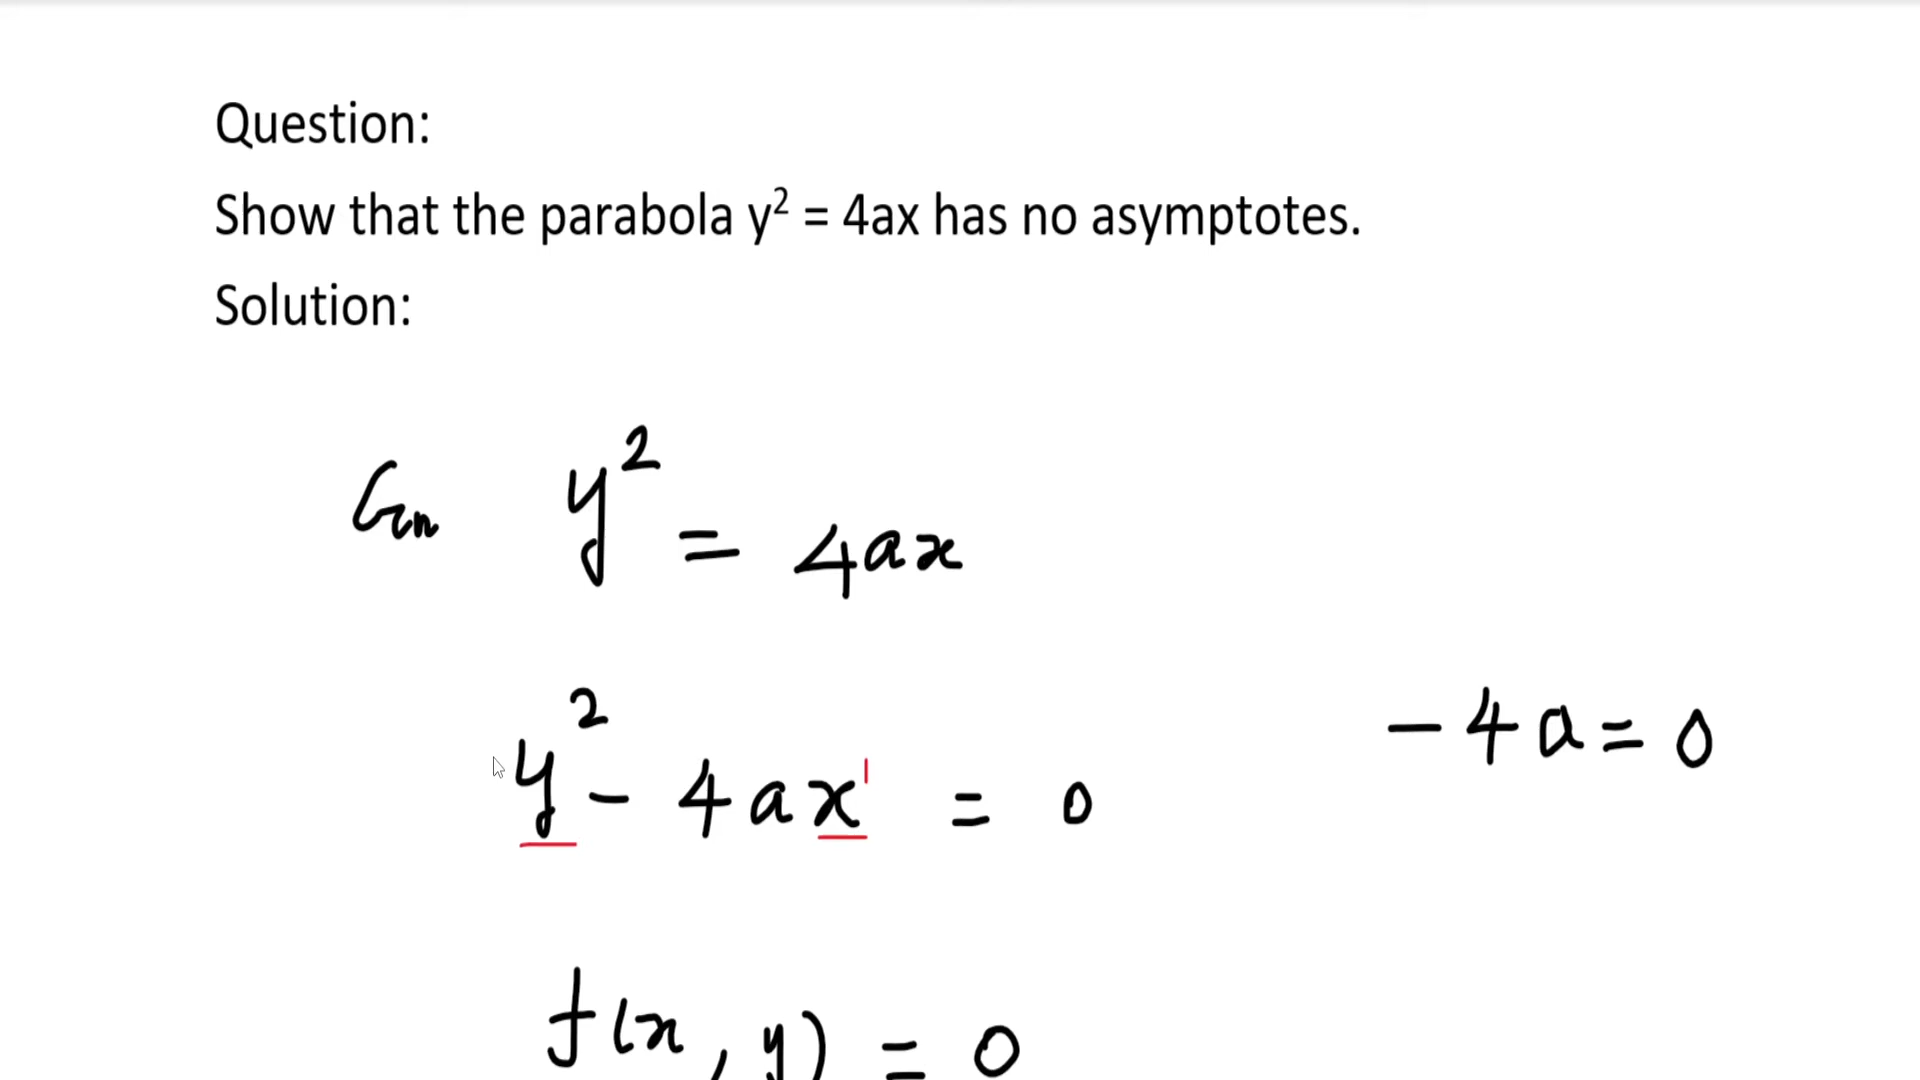 Question:
Show that the parabola y² = 4ax has no asymptotes.
Solution:
Gn y² = 4ax
y² - 4ax¹ = 0
- 4a = 0
f(x, y) = 0